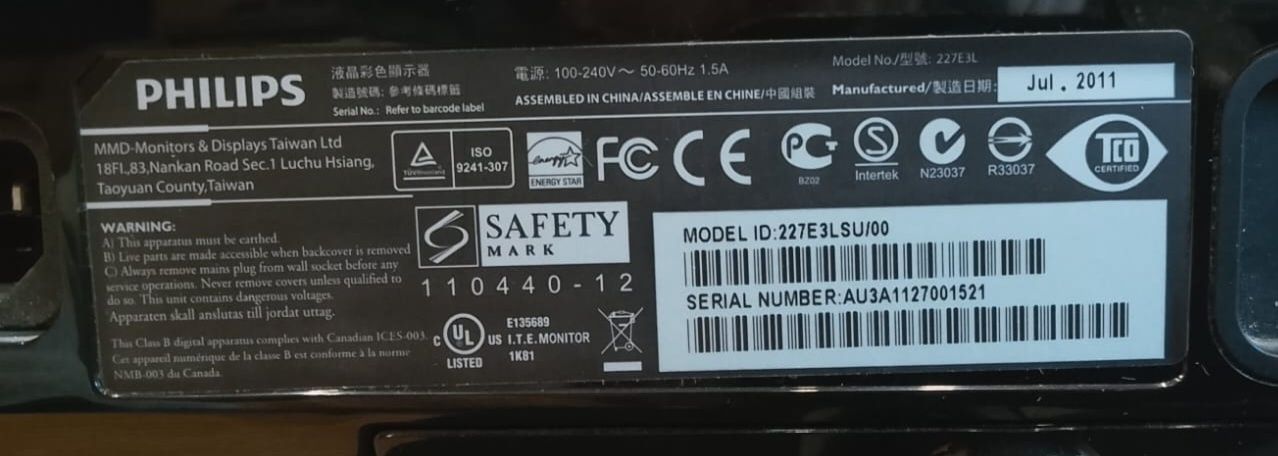 PHILIPS
液晶彩色顯示器
製造號碼: 參考條碼標籤
Serial No.: Refer to barcode label
電源: 100-240V～ 50-60Hz 1.5A
ASSEMBLED IN CHINA/ASSEMBLE EN CHINE/中國組裝
Model No./型號: 227E3L
Manufactured/製造日期:
Jul. 2011
MMD-Monitors & Displays Taiwan Ltd
18Fl.,83,Nankan Road Sec.1 Luchu Hsiang,
Taoyuan County,Taiwan
TÜVRheinland
ISO
9241-307
energy
ENERGY STAR
FC CE
PG
BZ02
S
Intertek
N23037
R33037
TCO
CERTIFIED
WARNING:
A) This apparatus must be earthed.
B) Live parts are made accessible when backcover is removed
C) Always remove mains plug from wall socket before any
service operations. Never remove covers unless qualified to
do so. This unit contains dangerous voltages.
Apparaten skall anslutas till jordat uttag.
This Class B digital apparatus complies with Canadian ICES-003.
Cet appareil numérique de la classe B est conforme à la norme
NMB-003 du Canada.
SAFETY
MARK
110440-12
C UL US
LISTED
E135689
I.T.E.MONITOR
1K81
MODEL ID:227E3LSU/00
SERIAL NUMBER:AU3A1127001521